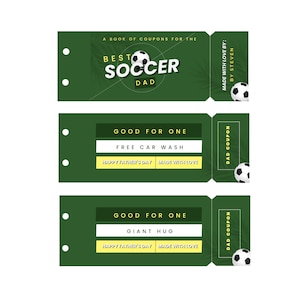 A BOOK OF COUPONS FOR THE
BEST
SOCCER
DAD
MADE WITH LOVE BY:
BY STEVEN
GOOD FOR ONE
FREE CAR WASH
HAPPY FATHER'S DAY
MADE WITH LOVE
DAD COUPON
GOOD FOR ONE
GIANT HUG
HAPPY FATHER'S DAY
MADE WITH LOVE
DAD COUPON